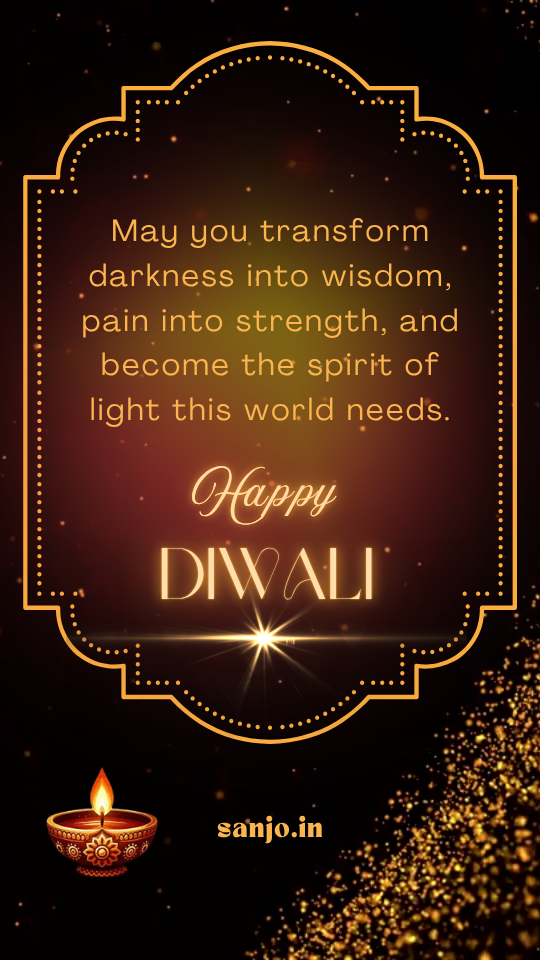 May you transform
darkness into wisdom,
pain into strength, and
become the spirit of
light this world needs.
Happy
DIWALI
sanjo.in